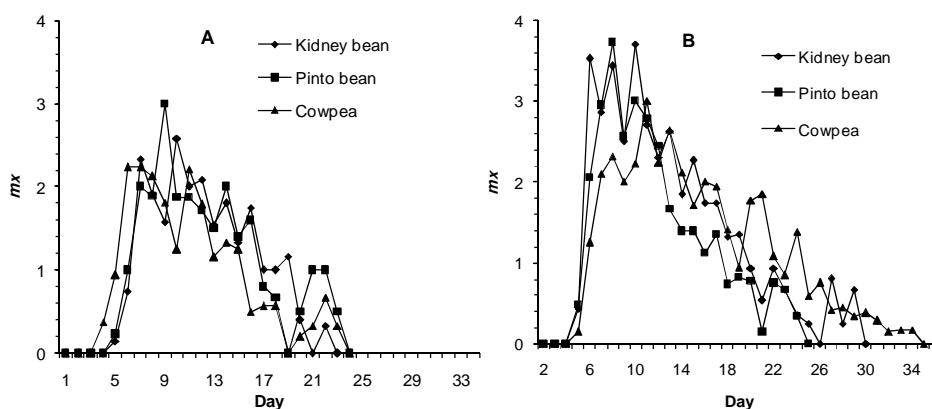 A
Kidney bean
Pinto bean
Cowpea
mx
4
3
2
1
0
1 5 9 13 17 21 25 29 33
Day
B
Kidney bean
Pinto bean
Cowpea
mx
4
3
2
1
0
2 6 10 14 18 22 26 30 34
Day